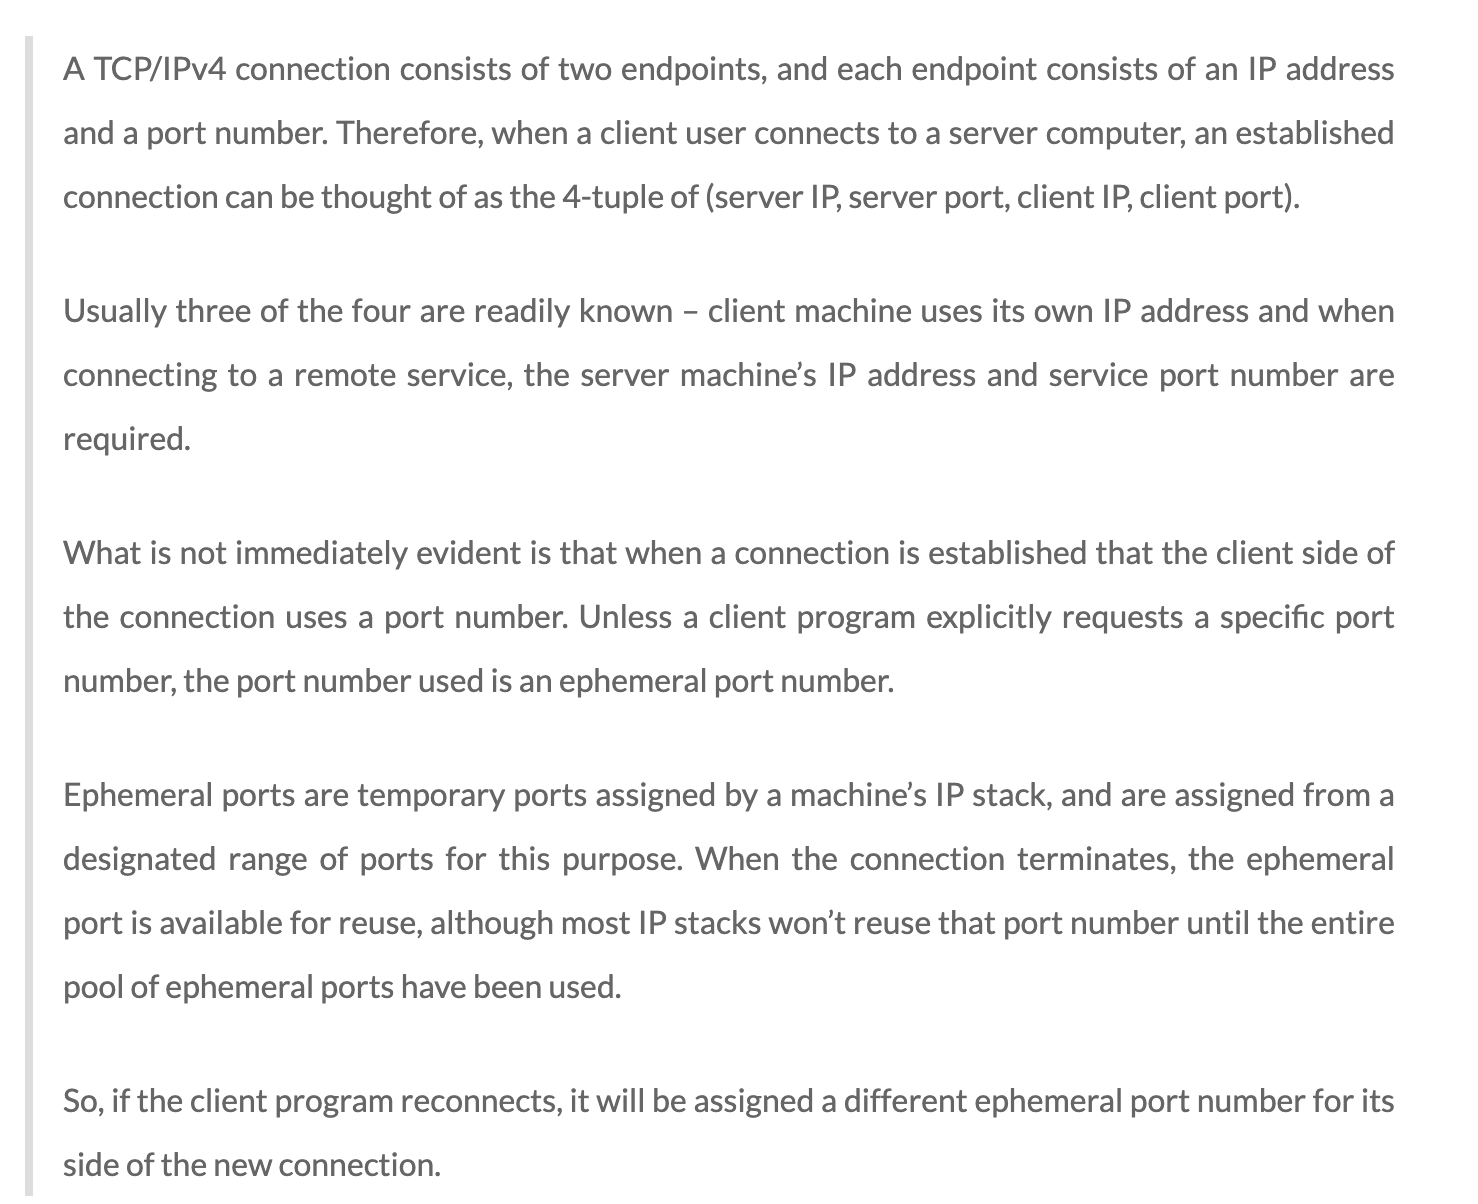 A TCP/IPv4 connection consists of two endpoints, and each endpoint consists of an IP address
and a port number. Therefore, when a client user connects to a server computer, an established
connection can be thought of as the 4-tuple of (server IP, server port, client IP, client port).
Usually three of the four are readily known – client machine uses its own IP address and when
connecting to a remote service, the server machine’s IP address and service port number are
required.
What is not immediately evident is that when a connection is established that the client side of
the connection uses a port number. Unless a client program explicitly requests a specific port
number, the port number used is an ephemeral port number.
Ephemeral ports are temporary ports assigned by a machine’s IP stack, and are assigned from a
designated range of ports for this purpose. When the connection terminates, the ephemeral
port is available for reuse, although most IP stacks won’t reuse that port number until the entire
pool of ephemeral ports have been used.
So, if the client program reconnects, it will be assigned a different ephemeral port number for its
side of the new connection.